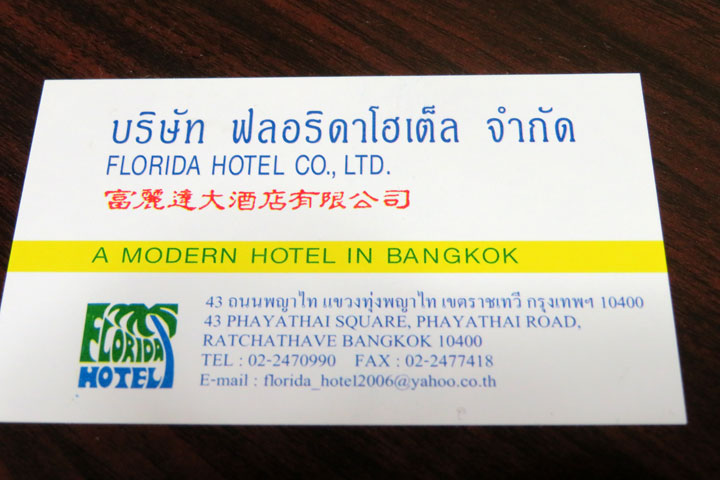 บริษัท ฟลอริดาโฮเต็ล จำกัด
FLORIDA HOTEL CO., LTD.
富麗達大酒店有限公司
A MODERN HOTEL IN BANGKOK
FLORIDA
HOTEL
43 ถนนพญาไท แขวงทุ่งพญาไท เขตราชเทวี กรุงเทพฯ 10400
43 PHAYATHAI SQUARE, PHAYATHAI ROAD,
RATCHATHAVE BANGKOK 10400
TEL : 02-2470990 FAX : 02-2477418
E-mail : florida_hotel2006@yahoo.co.th